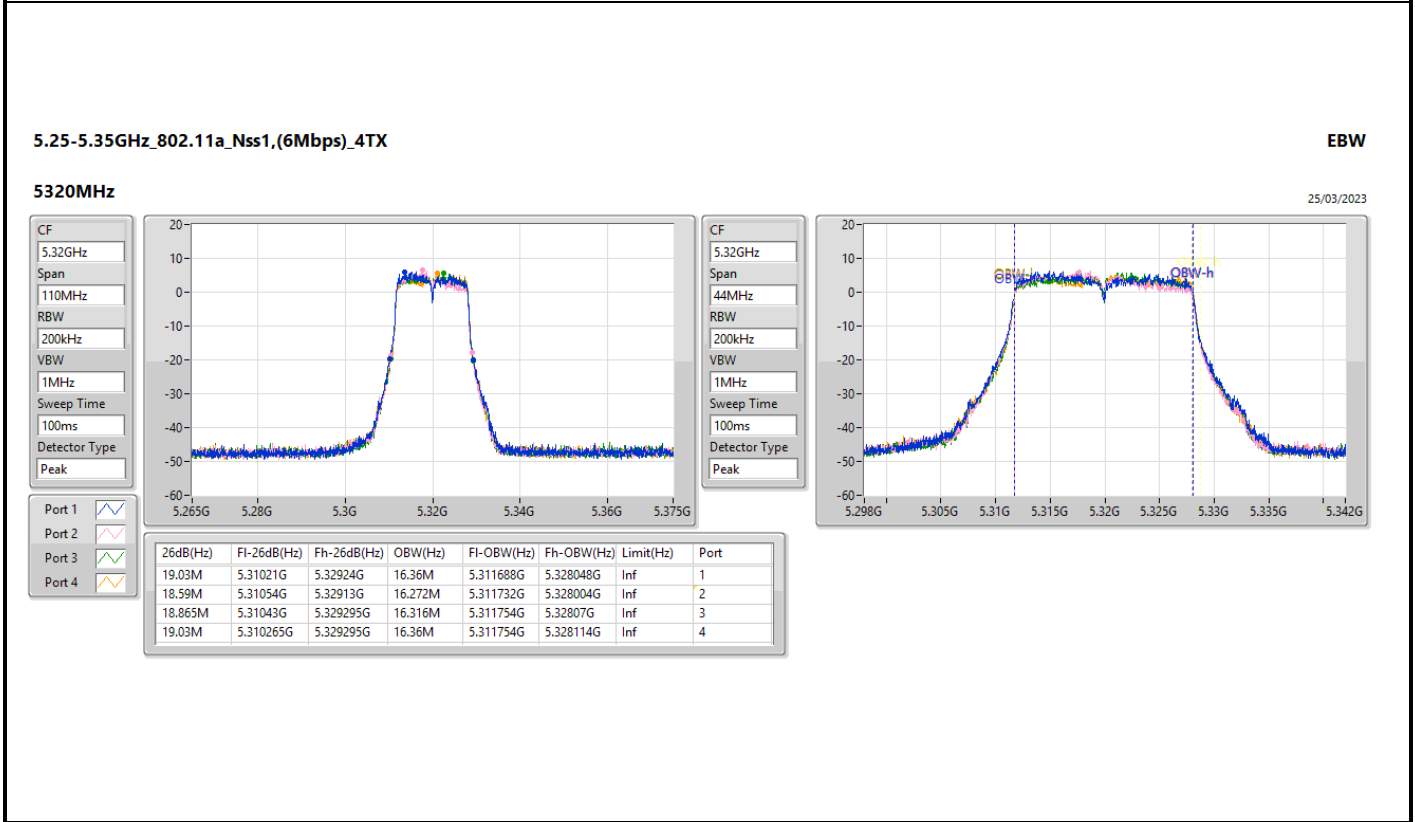 5.25-5.35GHz_802.11a_Nss1,(6Mbps)_4TX
EBW
5320MHz
25/03/2023
CF
5.32GHz
Span
110MHz
RBW
200kHz
VBW
1MHz
Sweep Time
100ms
Detector Type
Peak
20
10
0
-10
-20
-30
-40
-50
-60
5.265G 5.28G 5.3G 5.32G 5.34G 5.36G 5.375G
CF
5.32GHz
Span
44MHz
RBW
200kHz
VBW
1MHz
Sweep Time
100ms
Detector Type
Peak
20
10
0
-10
-20
-30
-40
-50
-60
OBW-h
5.298G 5.305G 5.31G 5.315G 5.32G 5.325G 5.33G 5.335G 5.342G
Port 1
Port 2
Port 3
Port 4
26dB(Hz) Fl-26dB(Hz) Fh-26dB(Hz) OBW(Hz) Fl-OBW(Hz) Fh-OBW(Hz) Limit(Hz) Port
19.03M 5.31021G 5.32924G 16.36M 5.311688G 5.328048G Inf 1
18.59M 5.31054G 5.32913G 16.272M 5.311732G 5.328004G Inf 2
18.865M 5.31043G 5.329295G 16.316M 5.311754G 5.32807G Inf 3
19.03M 5.310265G 5.329295G 16.36M 5.311754G 5.328114G Inf 4